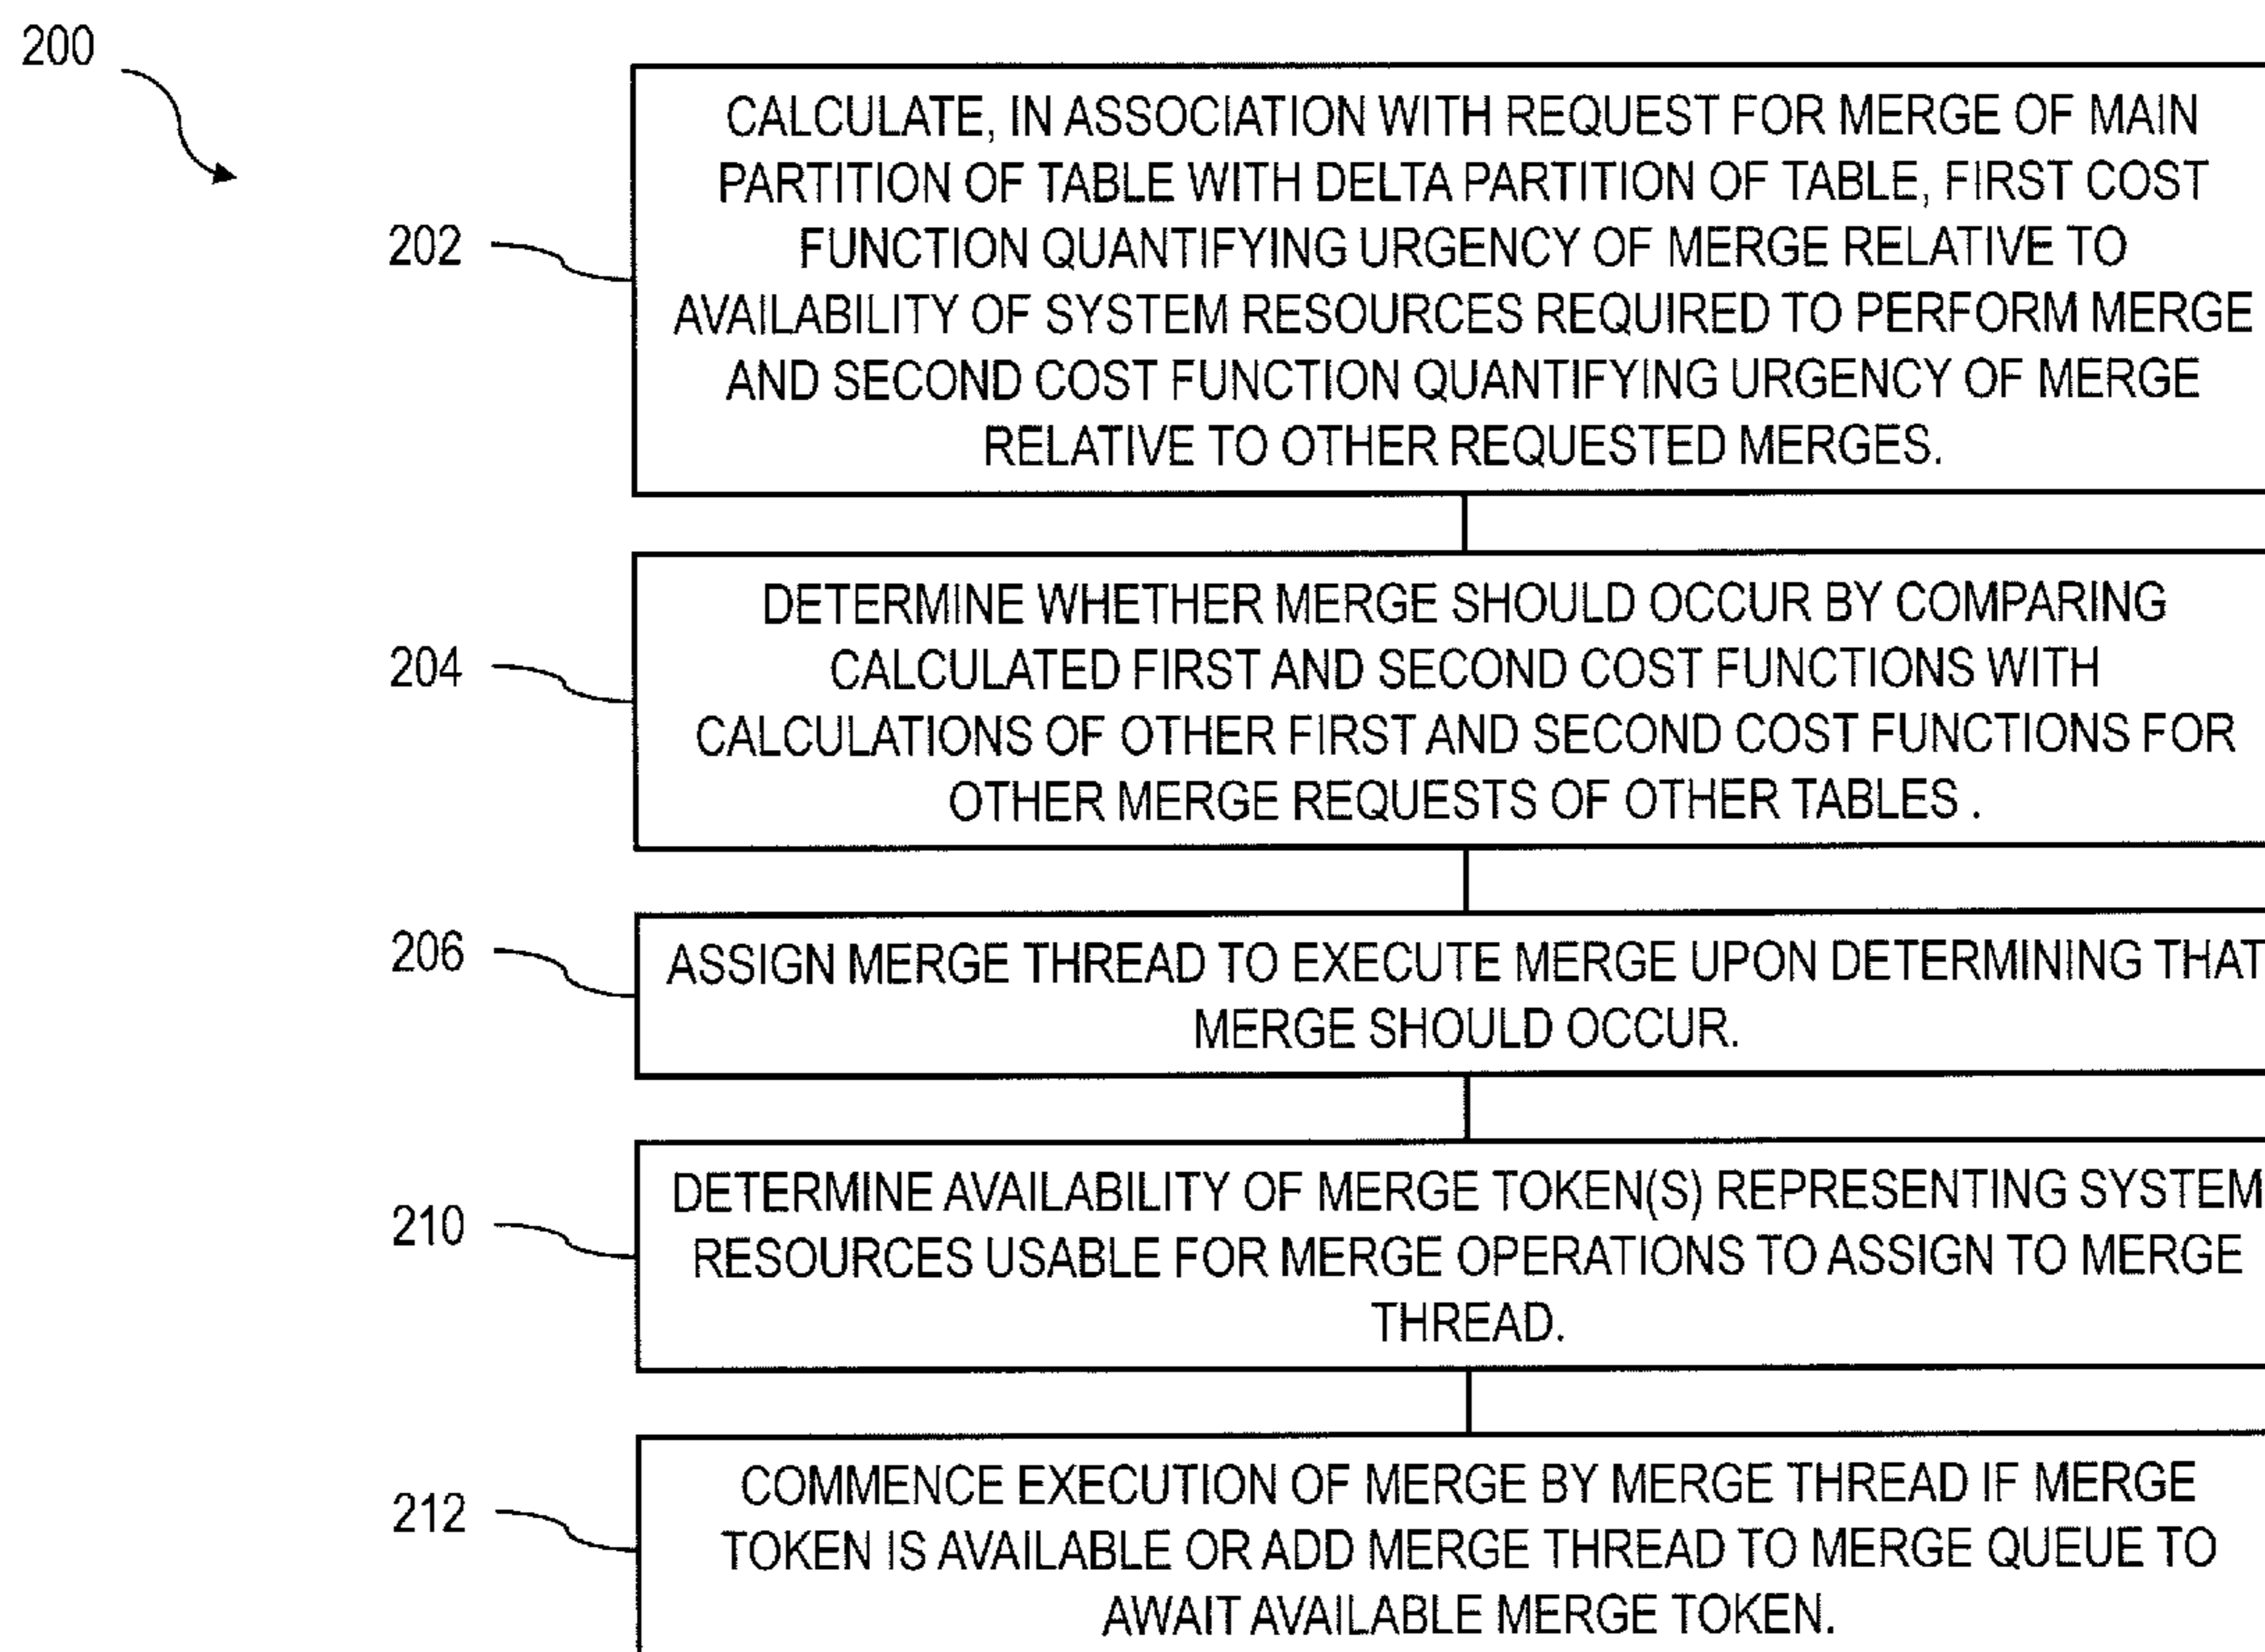 200
CALCULATE, IN ASSOCIATION WITH REQUEST FOR MERGE OF MAIN
PARTITION OF TABLE WITH DELTA PARTITION OF TABLE, FIRST COST
202
FUNCTION QUANTIFYING URGENCY OF MERGE RELATIVE TO
AVAILABILITY OF SYSTEM RESOURCES REQUIRED TO PERFORM MERGE
AND SECOND COST FUNCTION QUANTIFYING URGENCY OF MERGE
RELATIVE TO OTHER REQUESTED MERGES.
204
DETERMINE WHETHER MERGE SHOULD OCCUR BY COMPARING
CALCULATED FIRST AND SECOND COST FUNCTIONS WITH
CALCULATIONS OF OTHER FIRST AND SECOND COST FUNCTIONS FOR
OTHER MERGE REQUESTS OF OTHER TABLES .
206
ASSIGN MERGE THREAD TO EXECUTE MERGE UPON DETERMINING THAT
MERGE SHOULD OCCUR.
210
DETERMINE AVAILABILITY OF MERGE TOKEN(S) REPRESENTING SYSTEM
RESOURCES USABLE FOR MERGE OPERATIONS TO ASSIGN TO MERGE
THREAD.
212
COMMENCE EXECUTION OF MERGE BY MERGE THREAD IF MERGE
TOKEN IS AVAILABLE OR ADD MERGE THREAD TO MERGE QUEUE TO
AWAIT AVAILABLE MERGE TOKEN.